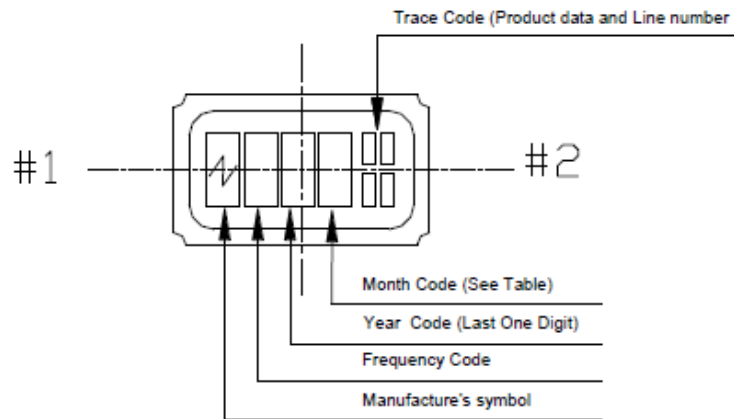 Trace Code (Product data and Line number
#1
#2
Month Code (See Table)
Year Code (Last One Digit)
Frequency Code
Manufacture's symbol